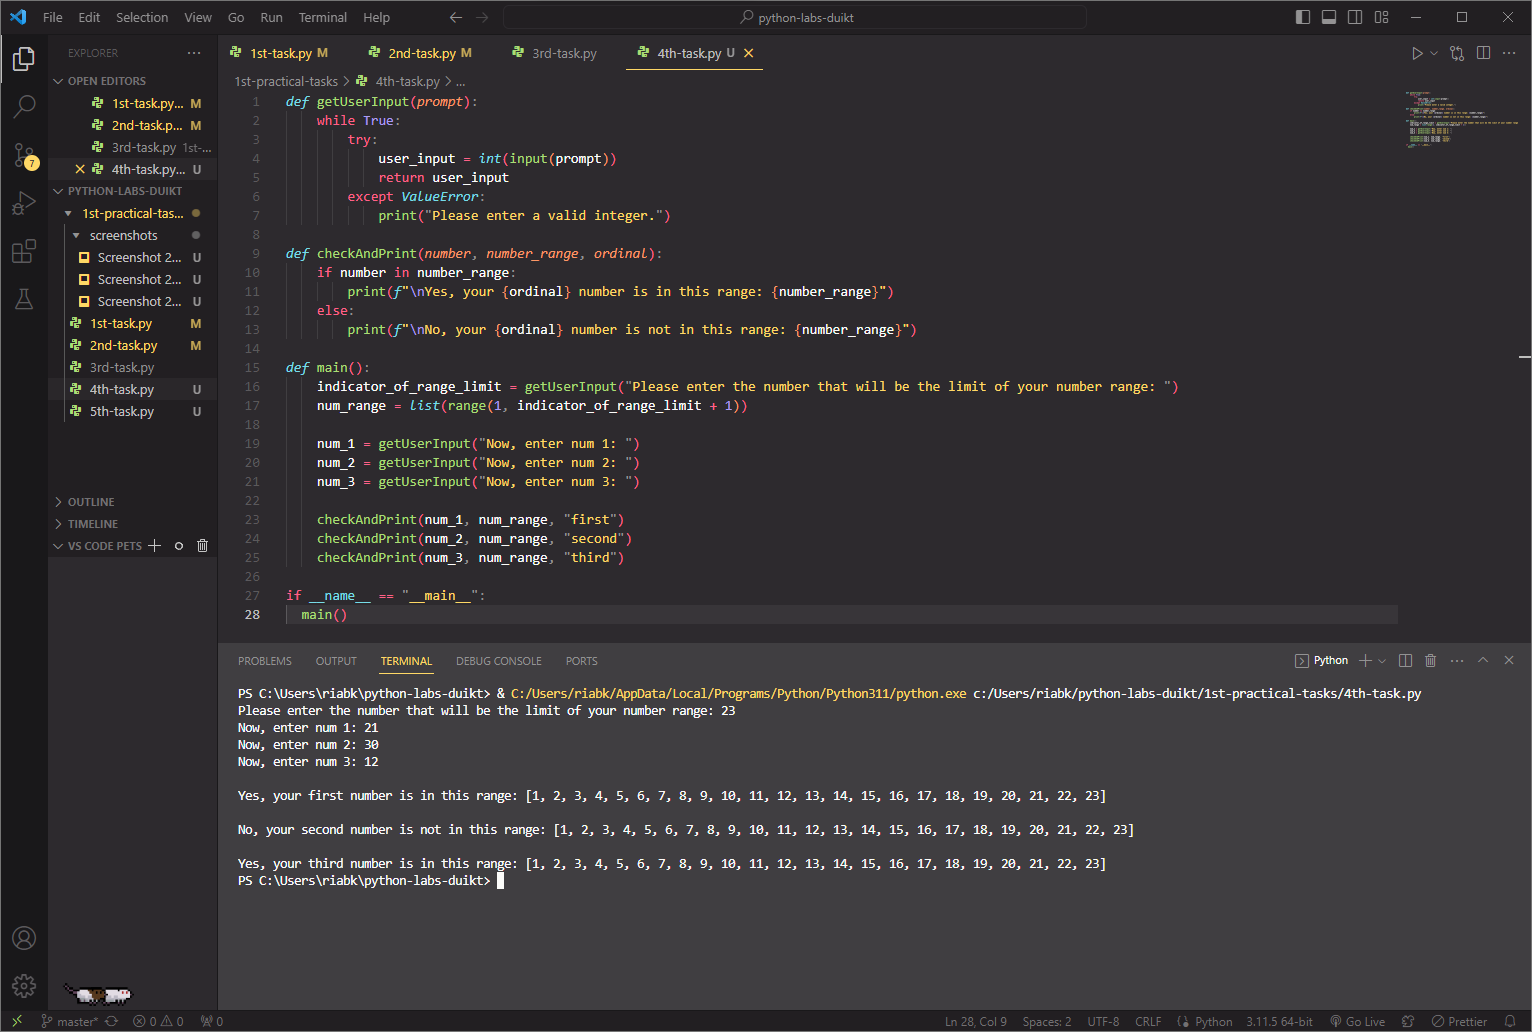 File Edit Selection View Go Run Terminal Help
python-labs-duikt
EXPLORER
OPEN EDITORS
1st-task.py... M
2nd-task.p... M
3rd-task.py 1st-...
4th-task.py... U
7
PYTHON-LABS-DUIKT
1st-practical-tas...
screenshots
Screenshot 2... U
Screenshot 2... U
Screenshot 2... U
1st-task.py M
2nd-task.py M
3rd-task.py
4th-task.py U
5th-task.py U
OUTLINE
TIMELINE
VS CODE PETS
1st-task.py M 2nd-task.py M 3rd-task.py 4th-task.py U
1st-practical-tasks > 4th-task.py > ...
1 def getUserInput(prompt):
2     while True:
3         try:
4             user_input = int(input(prompt))
5             return user_input
6         except ValueError:
7             print("Please enter a valid integer.")
8
9 def checkAndPrint(number, number_range, ordinal):
10     if number in number_range:
11         print(f"\nYes, your {ordinal} number is in this range: {number_range}")
12     else:
13         print(f"\nNo, your {ordinal} number is not in this range: {number_range}")
14
15 def main():
16     indicator_of_range_limit = getUserInput("Please enter the number that will be the limit of your number range: ")
17     num_range = list(range(1, indicator_of_range_limit + 1))
18
19     num_1 = getUserInput("Now, enter num 1: ")
20     num_2 = getUserInput("Now, enter num 2: ")
21     num_3 = getUserInput("Now, enter num 3: ")
22
23     checkAndPrint(num_1, num_range, "first")
24     checkAndPrint(num_2, num_range, "second")
25     checkAndPrint(num_3, num_range, "third")
26
27 if __name__ == "__main__":
28   main()
PROBLEMS OUTPUT TERMINAL DEBUG CONSOLE PORTS
Python
PS C:\Users\riabk\python-labs-duikt> & C:/Users/riabk/AppData/Local/Programs/Python/Python311/python.exe c:/Users/riabk/python-labs-duikt/1st-practical-tasks/4th-task.py
Please enter the number that will be the limit of your number range: 23
Now, enter num 1: 21
Now, enter num 2: 30
Now, enter num 3: 12
Yes, your first number is in this range: [1, 2, 3, 4, 5, 6, 7, 8, 9, 10, 11, 12, 13, 14, 15, 16, 17, 18, 19, 20, 21, 22, 23]
No, your second number is not in this range: [1, 2, 3, 4, 5, 6, 7, 8, 9, 10, 11, 12, 13, 14, 15, 16, 17, 18, 19, 20, 21, 22, 23]
Yes, your third number is in this range: [1, 2, 3, 4, 5, 6, 7, 8, 9, 10, 11, 12, 13, 14, 15, 16, 17, 18, 19, 20, 21, 22, 23]
PS C:\Users\riabk\python-labs-duikt>
master* 0 0 0 Ln 28, Col 9 Spaces: 2 UTF-8 CRLF Python 3.11.5 64-bit Go Live Prettier